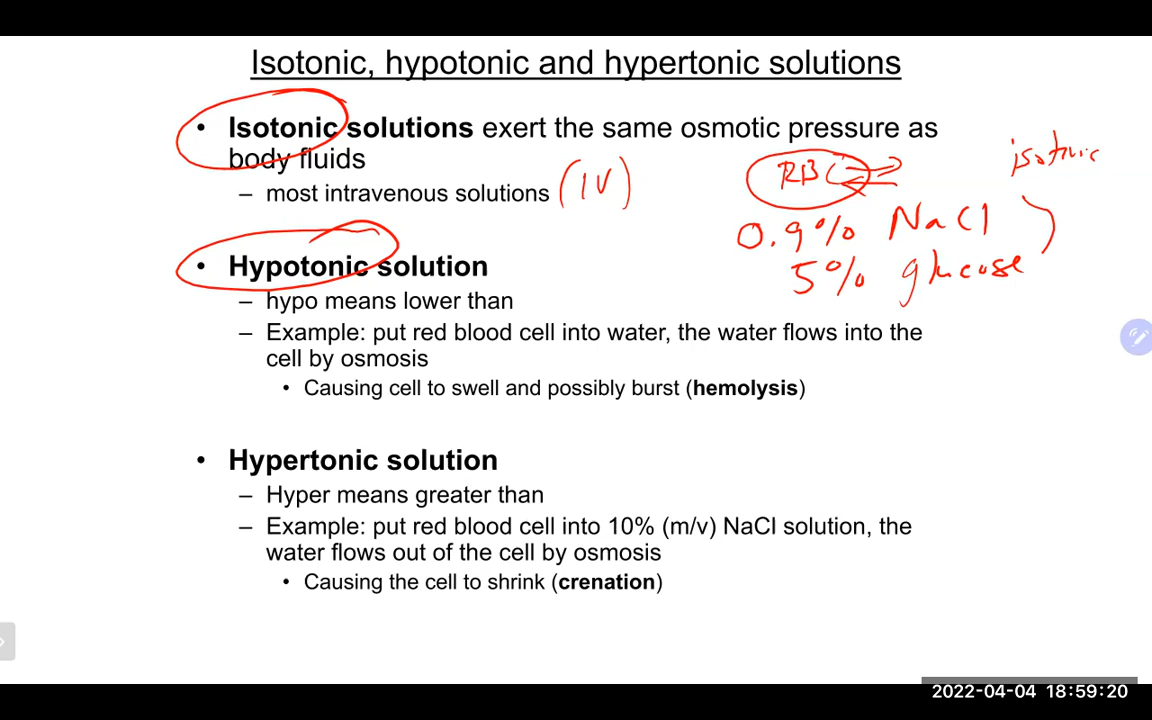 Isotonic, hypotonic and hypertonic solutions
• Isotonic solutions exert the same osmotic pressure as
body fluids
– most intravenous solutions (IV)
RBC
isotonic
0.9% NaCl
5% glucose
• Hypotonic solution
– hypo means lower than
– Example: put red blood cell into water, the water flows into the
cell by osmosis
• Causing cell to swell and possibly burst (hemolysis)
• Hypertonic solution
– Hyper means greater than
– Example: put red blood cell into 10% (m/v) NaCl solution, the
water flows out of the cell by osmosis
• Causing the cell to shrink (crenation)
2022-04-04 18:59:20